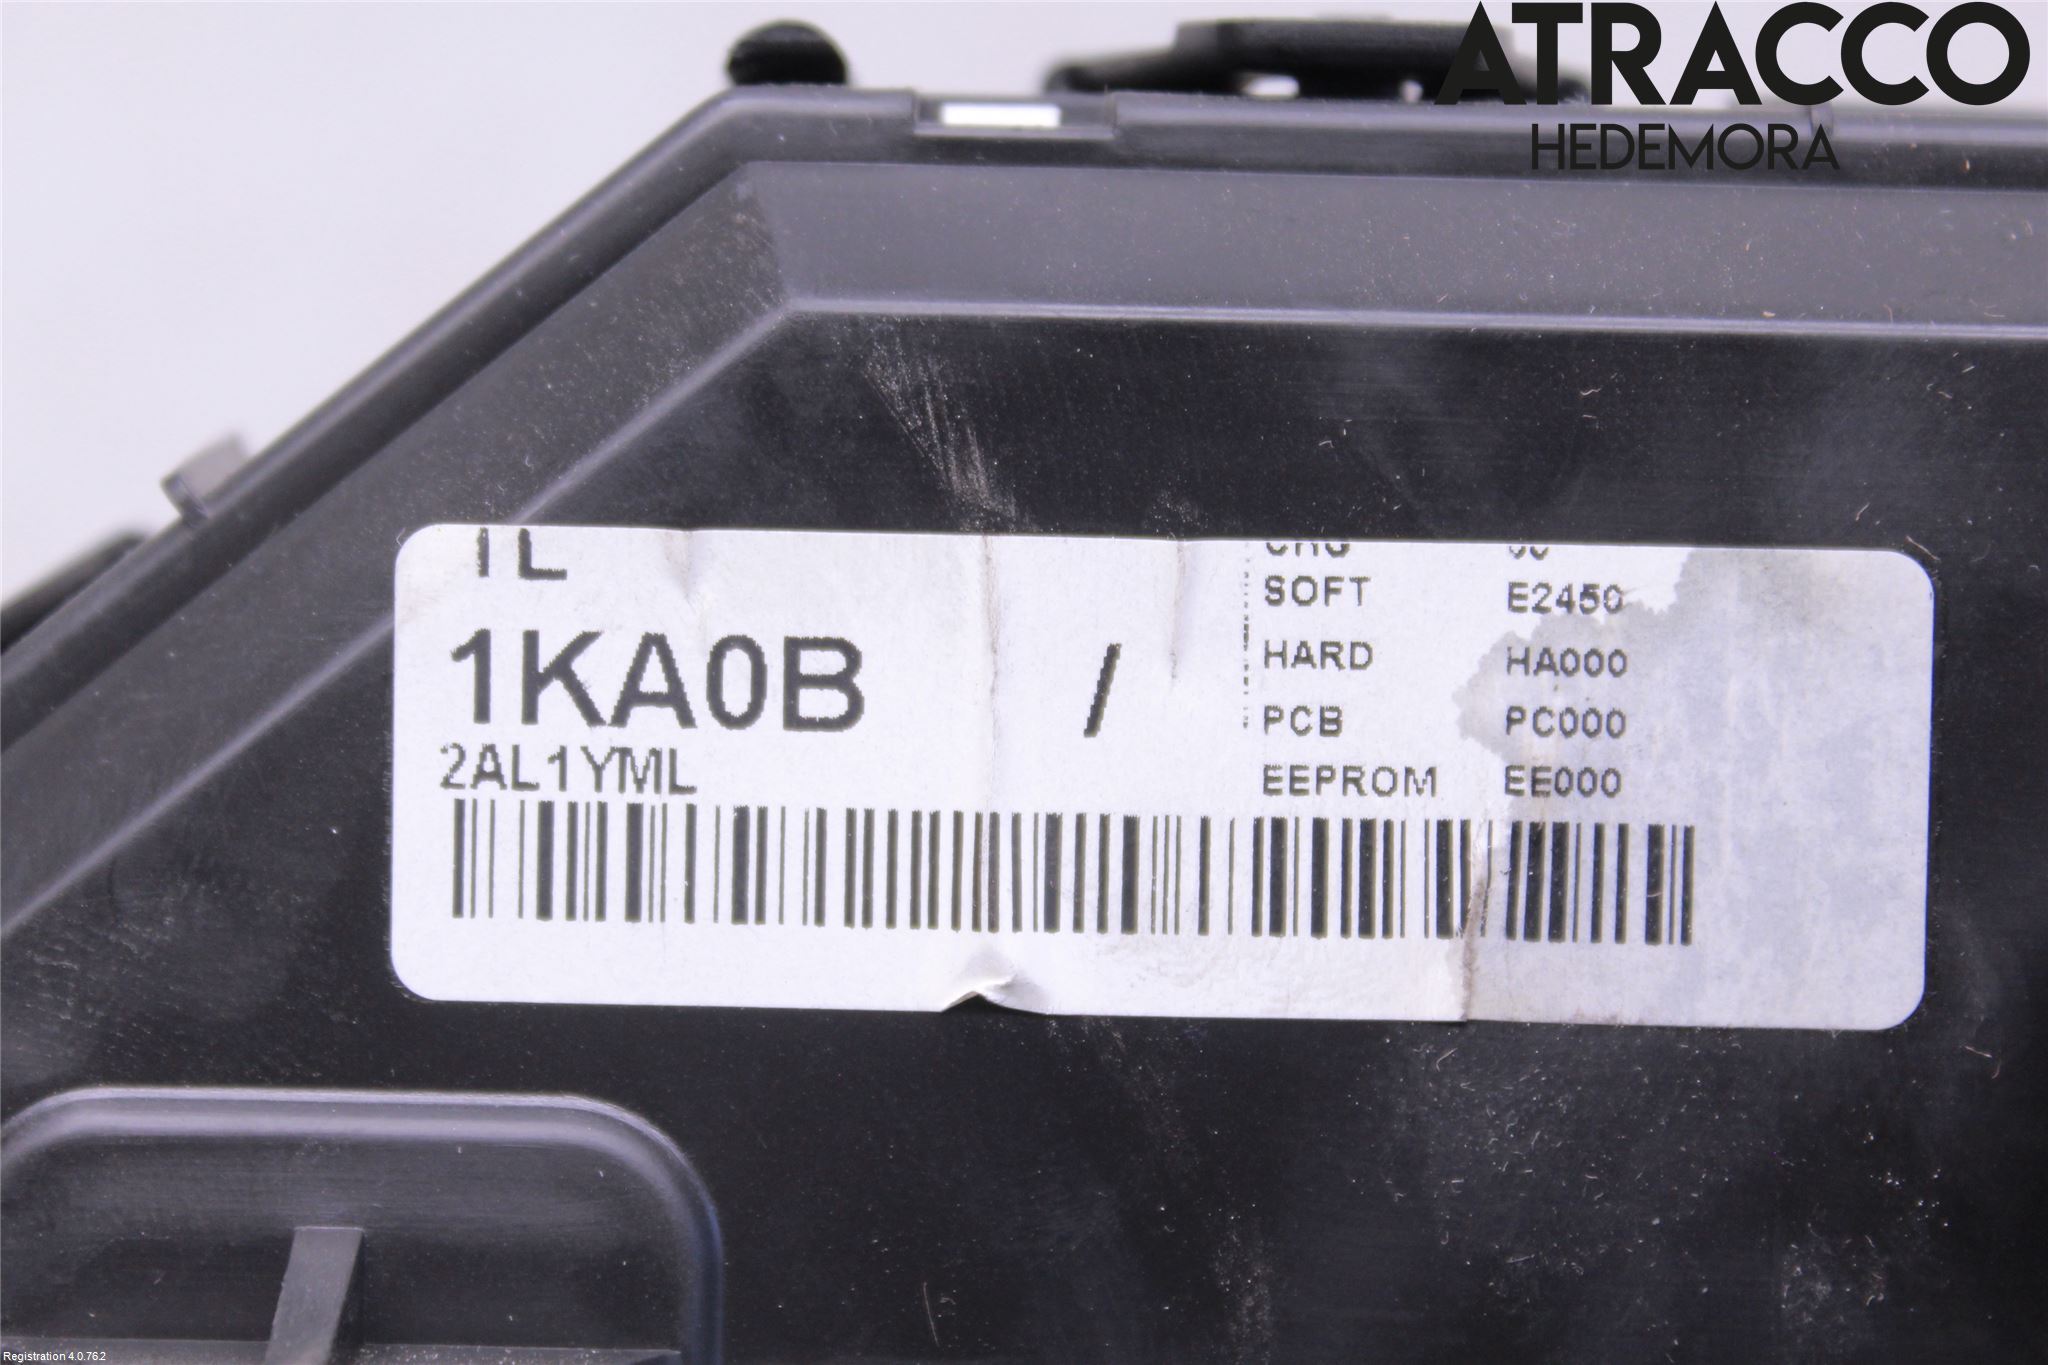 ATRACCO
HEDEMORA
SOFT E2450
1KA0B /
HARD HA000
PCB PC000
2AL1YML
EEPROM EE000
Registration 4.0.762